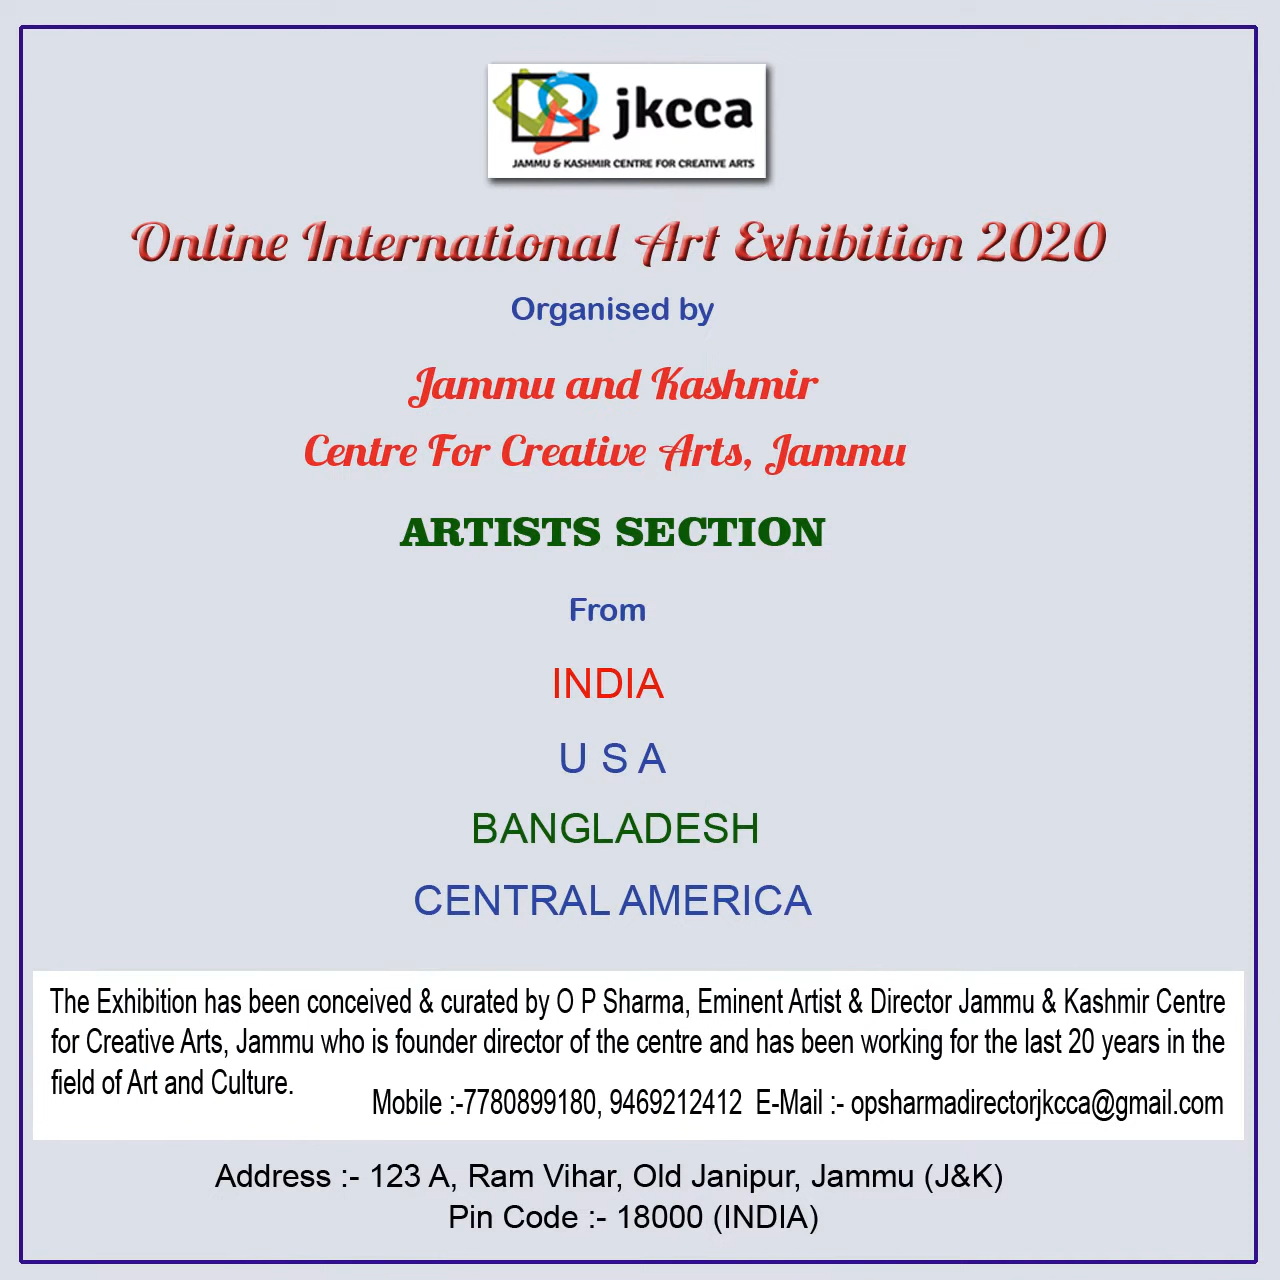 jkcca
JAMMU & KASHMIR CENTRE FOR CREATIVE ARTS
Online International Art Exhibition 2020
Organised by
Jammu and Kashmir
Centre For Creative Arts, Jammu
ARTISTS SECTION
From
INDIA
U S A
BANGLADESH
CENTRAL AMERICA
The Exhibition has been conceived & curated by O P Sharma, Eminent Artist & Director Jammu & Kashmir Centre
for Creative Arts, Jammu who is founder director of the centre and has been working for the last 20 years in the
field of Art and Culture.
Mobile :-7780899180, 9469212412 E-Mail :- opsharmadirectorjkcca@gmail.com
Address :- 123 A, Ram Vihar, Old Janipur, Jammu (J&K)
Pin Code :- 18000 (INDIA)